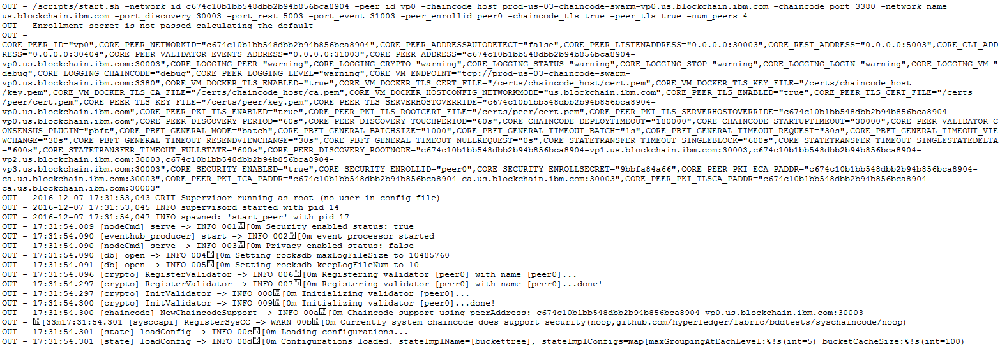 OUT - /scripts/start.sh -network_id c674c10b1bb548dbb2b94b856bca8904 -peer_id vp0 -chaincode_host prod-us-03-chaincode-swarm-vp0.us.blockchain.ibm.com -chaincode_port 3380 -network_name
us.blockchain.ibm.com -port_discovery 30003 -port_rest 5003 -port_event 31003 -peer_enrollid peer0 -chaincode_tls true -peer_tls true -num_peers 4
OUT - Enrollment secret is not passed calculating the default
OUT -
CORE_PEER_ID="vp0",CORE_PEER_NETWORKID="c674c10b1bb548dbb2b94b856bca8904",CORE_PEER_ADDRESSAUTODETECT="false",CORE_PEER_LISTENADDRESS="0.0.0.0:30003",CORE_REST_ADDRESS="0.0.0.0:5003",CORE_CLI_ADD
RESS="0.0.0.0:30404",CORE_PEER_VALIDATOR_EVENTS_ADDRESS="0.0.0.0:31003",CORE_PEER_ADDRESS="c674c10b1bb548dbb2b94b856bca8904-
vp0.us.blockchain.ibm.com:30003",CORE_LOGGING_PEER="warning",CORE_LOGGING_CRYPTO="warning",CORE_LOGGING_STATUS="warning",CORE_LOGGING_STOP="warning",CORE_LOGGING_LOGIN="warning",CORE_LOGGING_VM="
debug",CORE_LOGGING_CHAINCODE="debug",CORE_PEER_LOGGING_LEVEL="warning",CORE_VM_ENDPOINT="tcp://prod-us-03-chaincode-swarm-
vp0.us.blockchain.ibm.com:3380",CORE_VM_DOCKER_TLS_ENABLED="true",CORE_VM_DOCKER_TLS_CERT_FILE="/certs/chaincode_host/cert.pem",CORE_VM_DOCKER_TLS_KEY_FILE="/certs/chaincode_host
/key.pem",CORE_VM_DOCKER_TLS_CA_FILE="/certs/chaincode_host/ca.pem",CORE_VM_DOCKER_HOSTCONFIG_NETWORKMODE="us.blockchain.ibm.com",CORE_PEER_TLS_ENABLED="true",CORE_PEER_TLS_CERT_FILE="/certs
/peer/cert.pem",CORE_PEER_TLS_KEY_FILE="/certs/peer/key.pem",CORE_PEER_TLS_SERVERHOSTOVERRIDE="c674c10b1bb548dbb2b94b856bca8904-
vp0.us.blockchain.ibm.com",CORE_PEER_PKI_TLS_ENABLED="true",CORE_PEER_PKI_TLS_ROOTCERT_FILE="/certs/peer/cert.pem",CORE_PEER_PKI_TLS_SERVERHOSTOVERRIDE="c674c10b1bb548dbb2b94b856bca8904-
vp0.us.blockchain.ibm.com",CORE_PEER_DISCOVERY_PERIOD="60s",CORE_PEER_DISCOVERY_TOUCHPERIOD="60s",CORE_CHAINCODE_DEPLOYTIMEOUT="180000",CORE_CHAINCODE_STARTUPTIMEOUT="30000",CORE_PEER_VALIDATOR_C
ONSENSUS_PLUGIN="pbft",CORE_PBFT_GENERAL_MODE="batch",CORE_PBFT_GENERAL_BATCHSIZE="1000",CORE_PBFT_GENERAL_TIMEOUT_BATCH="1s",CORE_PBFT_GENERAL_TIMEOUT_REQUEST="30s",CORE_PBFT_GENERAL_TIMEOUT_VIE
WCHANGE="30s",CORE_PBFT_GENERAL_TIMEOUT_RESENDVIEWCHANGE="30s",CORE_PBFT_GENERAL_TIMEOUT_NULLREQUEST="0s",CORE_STATETRANSFER_TIMEOUT_SINGLEBLOCK="600s",CORE_STATETRANSFER_TIMEOUT_SINGLESTATEDELTA
="600s",CORE_STATETRANSFER_TIMEOUT_FULLSTATE="600s",CORE_PEER_DISCOVERY_ROOTNODE="c674c10b1bb548dbb2b94b856bca8904-vp1.us.blockchain.ibm.com:30003,c674c10b1bb548dbb2b94b856bca8904-
vp2.us.blockchain.ibm.com:30003,c674c10b1bb548dbb2b94b856bca8904-
vp3.us.blockchain.ibm.com:30003",CORE_SECURITY_ENABLED="true",CORE_SECURITY_ENROLLID="peer0",CORE_SECURITY_ENROLLSECRET="9bbfa84a66",CORE_PEER_PKI_ECA_PADDR="c674c10b1bb548dbb2b94b856bca8904-
ca.us.blockchain.ibm.com:30003",CORE_PEER_PKI_TCA_PADDR="c674c10b1bb548dbb2b94b856bca8904-ca.us.blockchain.ibm.com:30003",CORE_PEER_PKI_TLSCA_PADDR="c674c10b1bb548dbb2b94b856bca8904-
ca.us.blockchain.ibm.com:30003"
OUT - 2016-12-07 17:31:53,043 CRIT Supervisor running as root (no user in config file)
OUT - 2016-12-07 17:31:53,045 INFO supervisord started with pid 14
OUT - 2016-12-07 17:31:54,047 INFO spawned: 'start_peer' with pid 17
OUT - 17:31:54.089 [nodeCmd] serve -> INFO 001[0m Security enabled status: true
OUT - 17:31:54.090 [eventhub_producer] start -> INFO 002[0m event processor started
OUT - 17:31:54.090 [nodeCmd] serve -> INFO 003[0m Privacy enabled status: false
OUT - 17:31:54.090 [db] open -> INFO 004[0m Setting rocksdb maxLogFileSize to 10485760
OUT - 17:31:54.091 [db] open -> INFO 005[0m Setting rocksdb keepLogFileNum to 10
OUT - 17:31:54.096 [crypto] RegisterValidator -> INFO 006[0m Registering validator [peer0] with name [peer0]...
OUT - 17:31:54.297 [crypto] RegisterValidator -> INFO 007[0m Registering validator [peer0] with name [peer0]...done!
OUT - 17:31:54.297 [crypto] InitValidator -> INFO 008[0m Initializing validator [peer0]...
OUT - 17:31:54.300 [crypto] InitValidator -> INFO 009[0m Initializing validator [peer0]...done!
OUT - 17:31:54.300 [chaincode] NewChaincodeSupport -> INFO 00a[0m Chaincode support using peerAddress: c674c10b1bb548dbb2b94b856bca8904-vp0.us.blockchain.ibm.com:30003
OUT - [33m17:31:54.301 [sysccapi] RegisterSysCC -> WARN 00b[0m Currently system chaincode does support security(noop,github.com/hyperledger/fabric/bddtests/syschaincode/noop)
OUT - 17:31:54.301 [state] loadConfig -> INFO 00c[0m Loading configurations...
OUT - 17:31:54.301 [state] loadConfig -> INFO 00d[0m Configurations loaded. stateImplName=[buckettree], stateImplConfigs=map[maxGroupingAtEachLevel:%!s(int=5) bucketCacheSize:%!s(int=100)